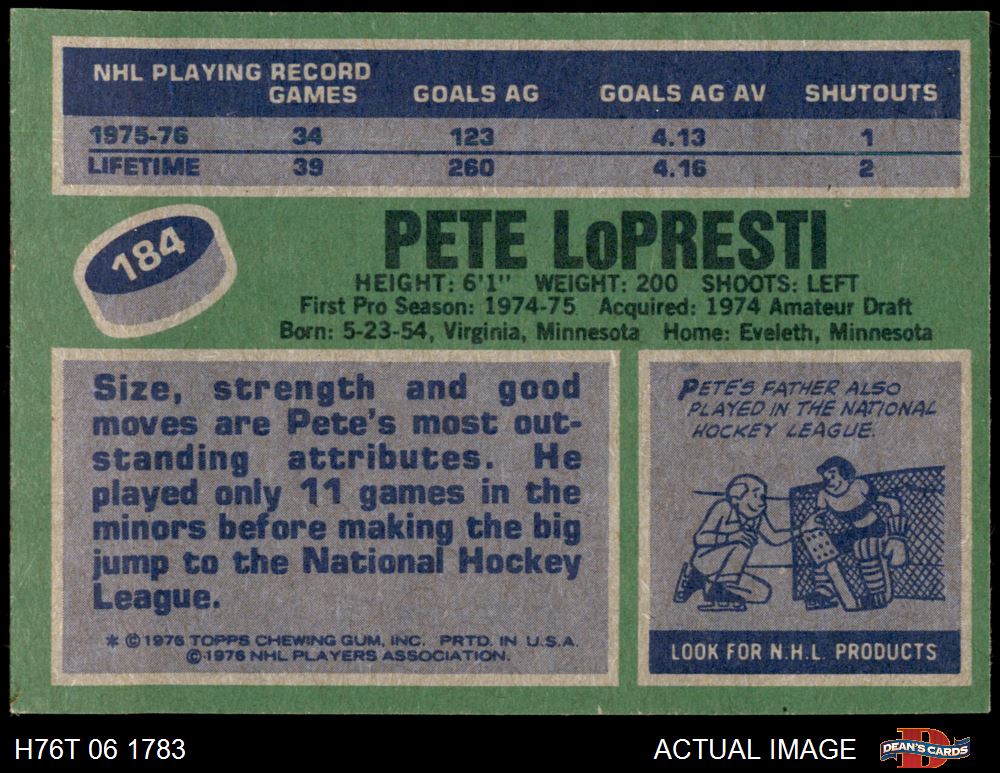 NHL PLAYING RECORD
GAMES GOALS AG GOALS AG AV SHUTOUTS
1975-76 34 123 4.13 1
LIFETIME 39 260 4.16 2
184
PETE LoPRESTI
HEIGHT: 6'1" WEIGHT: 200 SHOOTS: LEFT
First Pro Season: 1974-75 Acquired: 1974 Amateur Draft
Born: 5-23-54, Virginia, Minnesota Home: Eveleth, Minnesota
Size, strength and good
moves are Pete's most out-
standing attributes. He
played only 11 games in the
minors before making the big
jump to the National Hockey
League.
* © 1976 TOPPS CHEWING GUM, INC. PRTD. IN U.S.A.
© 1976 NHL PLAYERS ASSOCIATION.
PETE'S FATHER ALSO
PLAYED IN THE NATIONAL
HOCKEY LEAGUE.
LOOK FOR N.H.L. PRODUCTS
H76T 06 1783 ACTUAL IMAGE DEAN'S CARDS